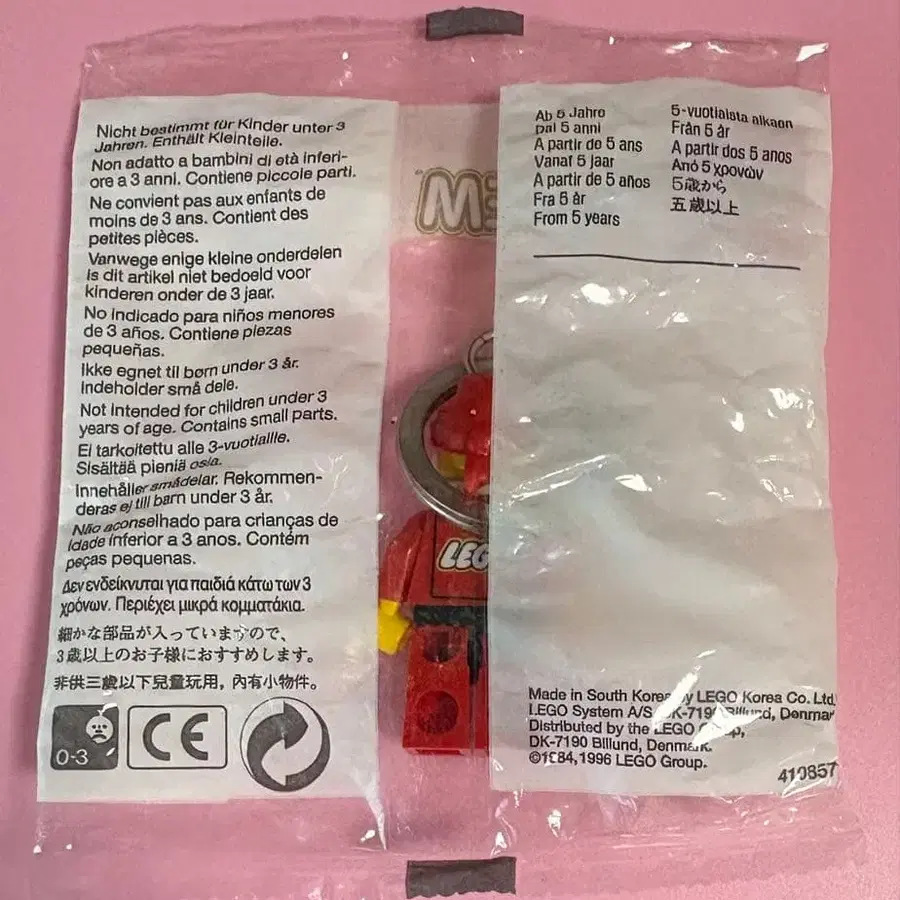 Nicht bestimmt für Kinder unter 3
Jahren. Enthält Kleinteile.
Non adatto a bambini di età inferi-
ore a 3 anni. Contiene piccole parti.
Ne convient pas aux enfants de
moins de 3 ans. Contient des
petites pièces.
Vanwege enige kleine onderdelen
is dit artikel niet bedoeld voor
kinderen onder de 3 jaar.
No indicado para niños menores
de 3 años. Contiene piezas
pequeñas.
Ikke egnet til børn under 3 år.
Indeholder små dele.
Not intended for children under 3
years of age. Contains small parts.
Ei tarkoitettu alle 3-vuotiaille.
Sisältää pieniä osia.
Innehåller smådelar. Rekommen-
deras ej till barn under 3 år.
Não aconselhado para crianças de
idade inferior a 3 anos. Contém
peças pequenas.
Δεν ενδείκνυται για παιδιά κάτω των 3
χρόνων. Περιέχει μικρά κομματάκια.
細かな部品が入っていますので、
3歳以上のお子様におすすめします。
非供三歲以下兒童玩用，內有小物件。
0-3
CE
M
LEG
Ab 5 Jahre
Dai 5 anni
A partir de 5 ans
Vanaf 5 jaar
A partir de 5 años
Fra 5 år
From 5 years
5-vuotiaista alkaen
Från 5 år
A partir dos 5 anos
Από 5 χρονών
5歳から
五歲以上
Made in South Korea by LEGO Korea Co. Ltd.
LEGO System A/S DK-7190 Billund, Denmark
Distributed by the LEGO Group,
DK-7190 Billund, Denmark.
©1984,1996 LEGO Group.
410857